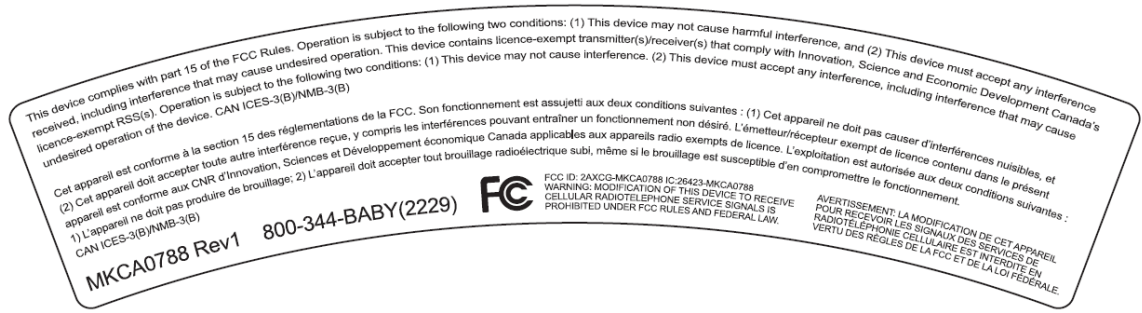 This device complies with part 15 of the FCC Rules. Operation is subject to the following two conditions: (1) This device may not cause harmful interference, and (2) This device must accept any interference
received, including interference that may cause undesired operation. This device contains licence-exempt transmitter(s)/receiver(s) that comply with Innovation, Science and Economic Development Canada's
licence-exempt RSS(s). Operation is subject to the following two conditions: (1) This device may not cause interference. (2) This device must accept any interference, including interference that may cause
undesired operation of the device. CAN ICES-3(B)/NMB-3(B)
Cet appareil est conforme à la section 15 des réglementations de la FCC. Son fonctionnement est assujetti aux deux conditions suivantes : (1) Cet appareil ne doit pas causer d'interférences nuisibles, et
(2) Cet appareil doit accepter toute autre interférence reçue, y compris les interférences pouvant entraîner un fonctionnement non désiré. L'émetteur/récepteur exempt de licence contenu dans le présent
appareil est conforme aux CNR d'Innovation, Sciences et Développement économique Canada applicables aux appareils radio exempts de licence. L'exploitation est autorisée aux deux conditions suivantes :
1) L'appareil ne doit pas produire de brouillage; 2) L'appareil doit accepter tout brouillage radioélectrique subi, même si le brouillage est susceptible d'en compromettre le fonctionnement.
CAN ICES-3(B)/NMB-3(B)
MKCA0788 Rev1 800-344-BABY(2229)
FC
FCC ID: 2AXCG-MKCA0788 IC:26423-MKCA0788
WARNING: MODIFICATION OF THIS DEVICE TO RECEIVE
CELLULAR RADIOTELEPHONE SERVICE SIGNALS IS
PROHIBITED UNDER FCC RULES AND FEDERAL LAW.
AVERTISSEMENT: LA MODIFICATION DE CET APPAREIL
POUR RECEVOIR LES SIGNAUX DES SERVICES DE
RADIOTÉLÉPHONIE CELLULAIRE EST INTERDITE EN
VERTU DES RÈGLES DE LA FCC ET DE LA LOI FÉDÉRALE.